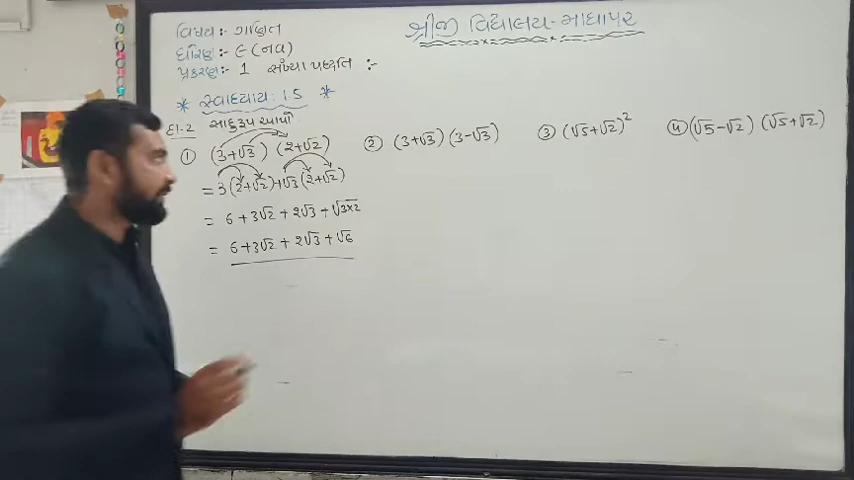 શ્રીજી વિદ્યાલય- માધાપર
વિષય:- ગણિત
ધોરણ :- ૯ (નવ)
પ્રકરણ:- 1 સંખ્યા પદ્ધતિ :-
* સ્વાધ્યાય: 1.5 *
દા-2 સાદુરૂપ આપો
① (3+√3) (2+√2) ② (3+√3) (3-√3) ③ (√5+√2)² ④ (√5-√2) (√5+√2)
= 3(2+√2)+√3(2+√2)
= 6 + 3√2 + 2√3 + √3×2
= 6+3√2 + 2√3 + √6